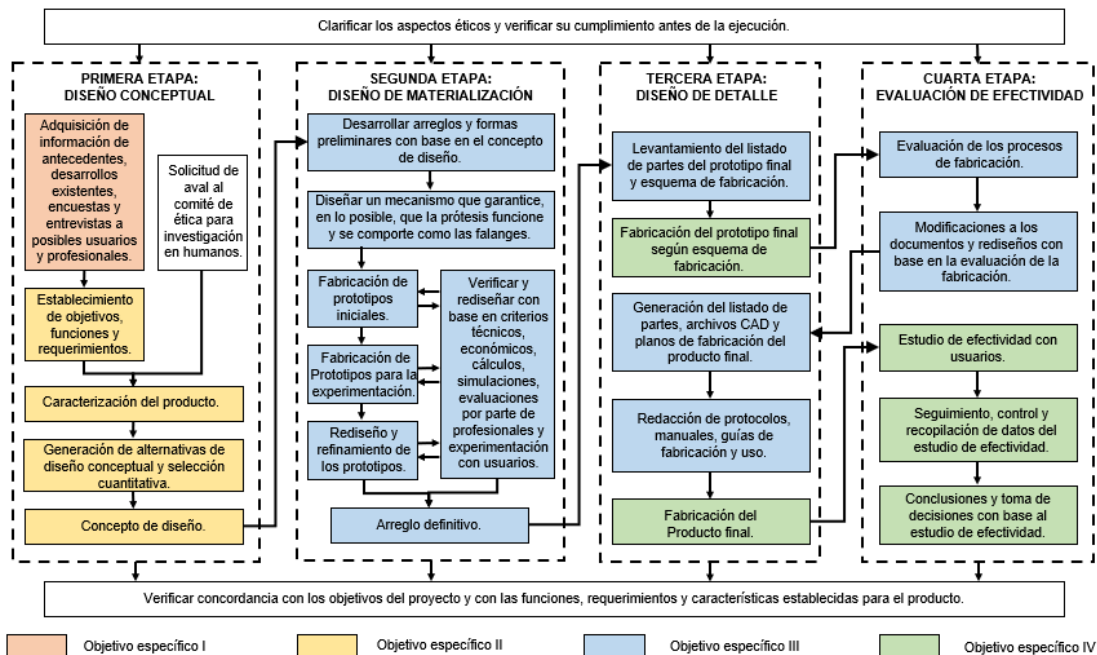 Clarificar los aspectos éticos y verificar su cumplimiento antes de la ejecución.
PRIMERA ETAPA:
DISEÑO CONCEPTUAL
Adquisición de
información de
antecedentes,
desarrollos
existentes,
encuestas y
entrevistas a
posibles usuarios
y profesionales.
Solicitud de
aval al
comité de
ética para
investigación
en humanos.
Establecimiento
de objetivos,
funciones y
requerimientos.
Caracterización del producto.
Generación de alternativas de
diseño conceptual y selección
cuantitativa.
Concepto de diseño.
SEGUNDA ETAPA:
DISEÑO DE MATERIALIZACIÓN
Desarrollar arreglos y formas
preliminares con base en el concepto
de diseño.
Diseñar un mecanismo que garantice,
en lo posible, que la prótesis funcione
y se comporte como las falanges.
Fabricación de
prototipos
iniciales.
Fabricación de
Prototipos para la
experimentación.
Rediseño y
refinamiento de
los prototipos.
Verificar y
rediseñar con
base en criterios
técnicos,
económicos,
cálculos,
simulaciones,
evaluaciones
por parte de
profesionales y
experimentación
con usuarios.
Arreglo definitivo.
TERCERA ETAPA:
DISEÑO DE DETALLE
Levantamiento del listado
de partes del prototipo final
y esquema de fabricación.
Fabricación del prototipo final
según esquema de
fabricación.
Generación del listado de
partes, archivos CAD y
planos de fabricación del
producto final.
Redacción de protocolos,
manuales, guías de
fabricación y uso.
Fabricación del
Producto final.
CUARTA ETAPA:
EVALUACIÓN DE EFECTIVIDAD
Evaluación de los procesos
de fabricación.
Modificaciones a los
documentos y rediseños con
base en la evaluación de la
fabricación.
Estudio de efectividad con
usuarios.
Seguimiento, control y
recopilación de datos del
estudio de efectividad.
Conclusiones y toma de
decisiones con base al
estudio de efectividad.
Verificar concordancia con los objetivos del proyecto y con las funciones, requerimientos y características establecidas para el producto.
Objetivo específico I
Objetivo específico II
Objetivo específico III
Objetivo específico IV